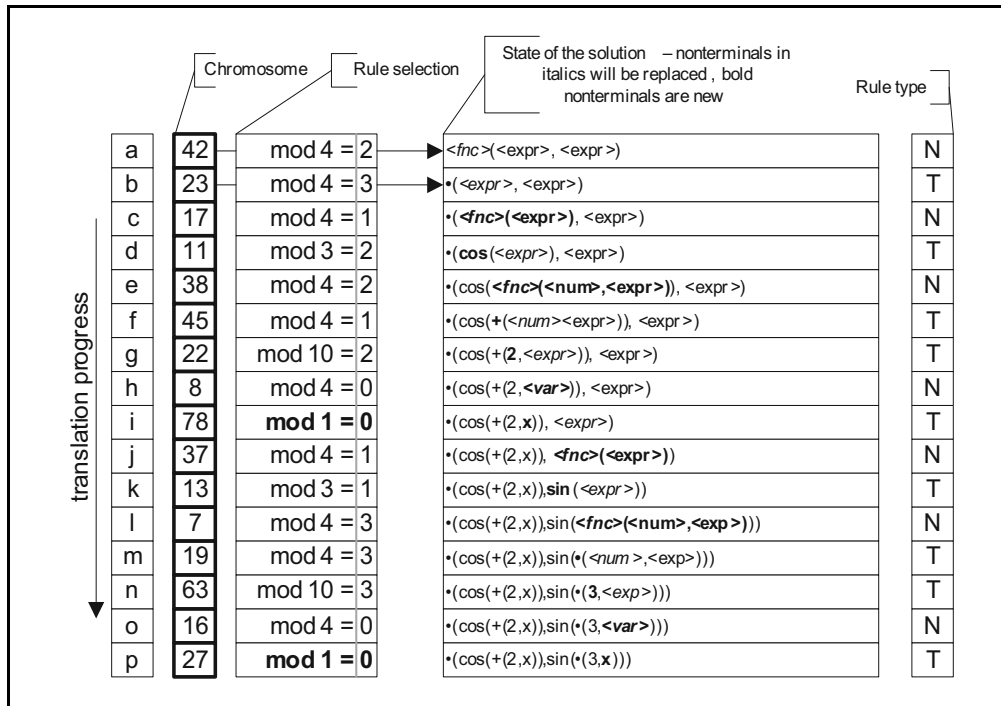 Chromosome
Rule selection
State of the solution – nonterminals in
italics will be replaced , bold
nonterminals are new
Rule type
translation progress
a 42 mod 4 = 2 <fnc>(<expr>, <expr>) N
b 23 mod 4 = 3 •(<expr>, <expr>) T
c 17 mod 4 = 1 •(<fnc>(<expr>), <expr>) N
d 11 mod 3 = 2 •(cos(<expr>), <expr>) T
e 38 mod 4 = 2 •(cos(<fnc>(<num>,<expr>)), <expr>) N
f 45 mod 4 = 1 •(cos(+(<num><expr>)), <expr>) T
g 22 mod 10 = 2 •(cos(+(2,<expr>)), <expr>) T
h 8 mod 4 = 0 •(cos(+(2,<var>)), <expr>) N
i 78 mod 1 = 0 •(cos(+(2,x)), <expr>) T
j 37 mod 4 = 1 •(cos(+(2,x)), <fnc>(<expr>)) N
k 13 mod 3 = 1 •(cos(+(2,x)),sin(<expr>)) T
l 7 mod 4 = 3 •(cos(+(2,x)),sin(<fnc>(<num>,<exp>))) N
m 19 mod 4 = 3 •(cos(+(2,x)),sin(•(<num>,<exp>))) T
n 63 mod 10 = 3 •(cos(+(2,x)),sin(•(3,<exp>))) T
o 16 mod 4 = 0 •(cos(+(2,x)),sin(•(3,<var>))) N
p 27 mod 1 = 0 •(cos(+(2,x)),sin(•(3,x))) T